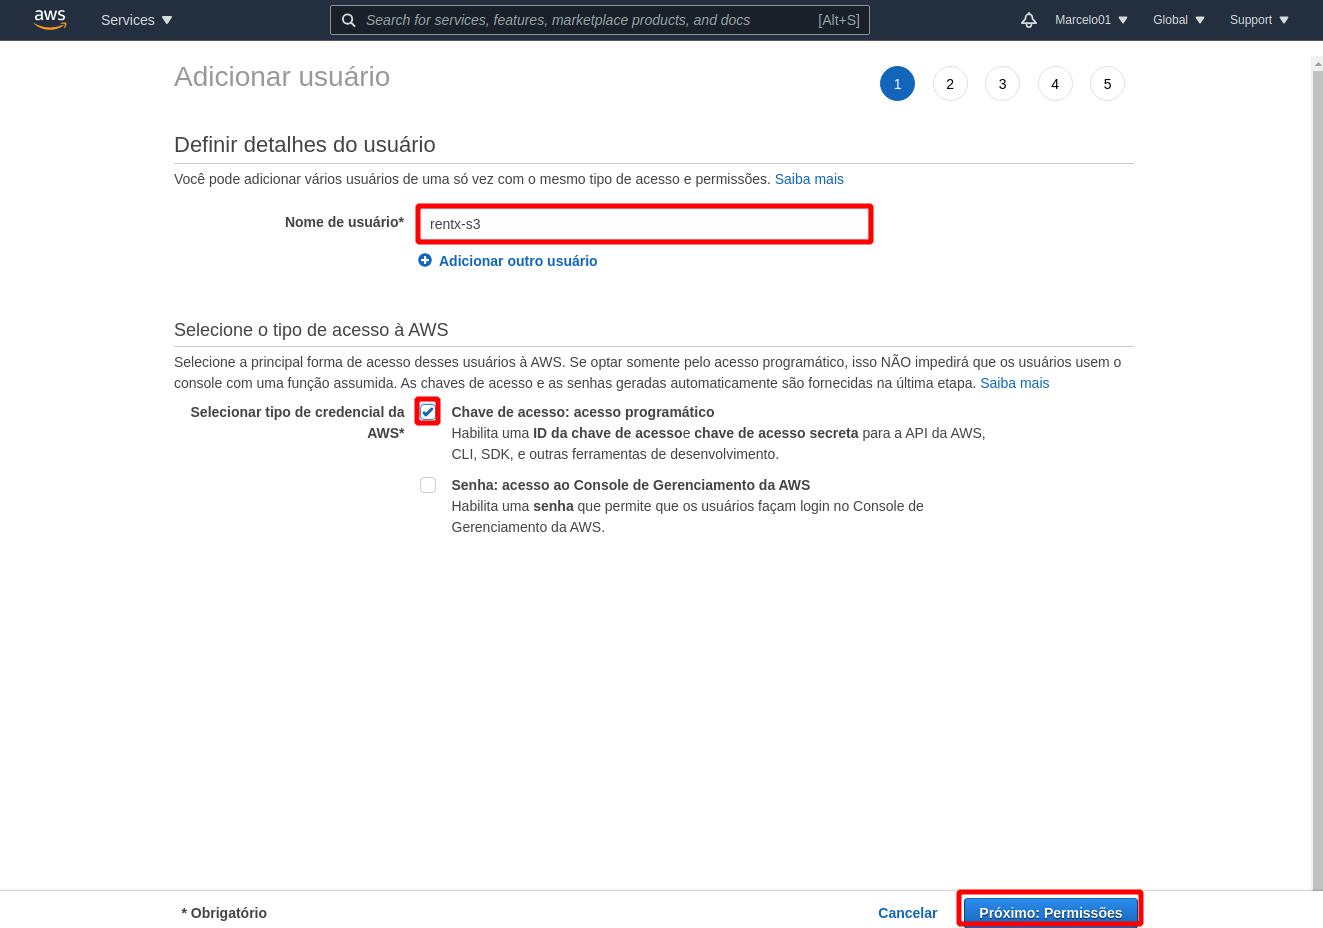 aws
Services
Search for services, features, marketplace products, and docs
[Alt+S]
Marcelo01
Global
Support
Adicionar usuário
1
2
3
4
5
Definir detalhes do usuário
Você pode adicionar vários usuários de uma só vez com o mesmo tipo de acesso e permissões. Saiba mais
Nome de usuário*
rentx-s3
Adicionar outro usuário
Selecione o tipo de acesso à AWS
Selecione a principal forma de acesso desses usuários à AWS. Se optar somente pelo acesso programático, isso NÃO impedirá que os usuários usem o
console com uma função assumida. As chaves de acesso e as senhas geradas automaticamente são fornecidas na última etapa. Saiba mais
Selecionar tipo de credencial da
AWS*
Chave de acesso: acesso programático
Habilita uma ID da chave de acessoe chave de acesso secreta para a API da AWS,
CLI, SDK, e outras ferramentas de desenvolvimento.
Senha: acesso ao Console de Gerenciamento da AWS
Habilita uma senha que permite que os usuários façam login no Console de
Gerenciamento da AWS.
* Obrigatório
Cancelar
Próximo: Permissões